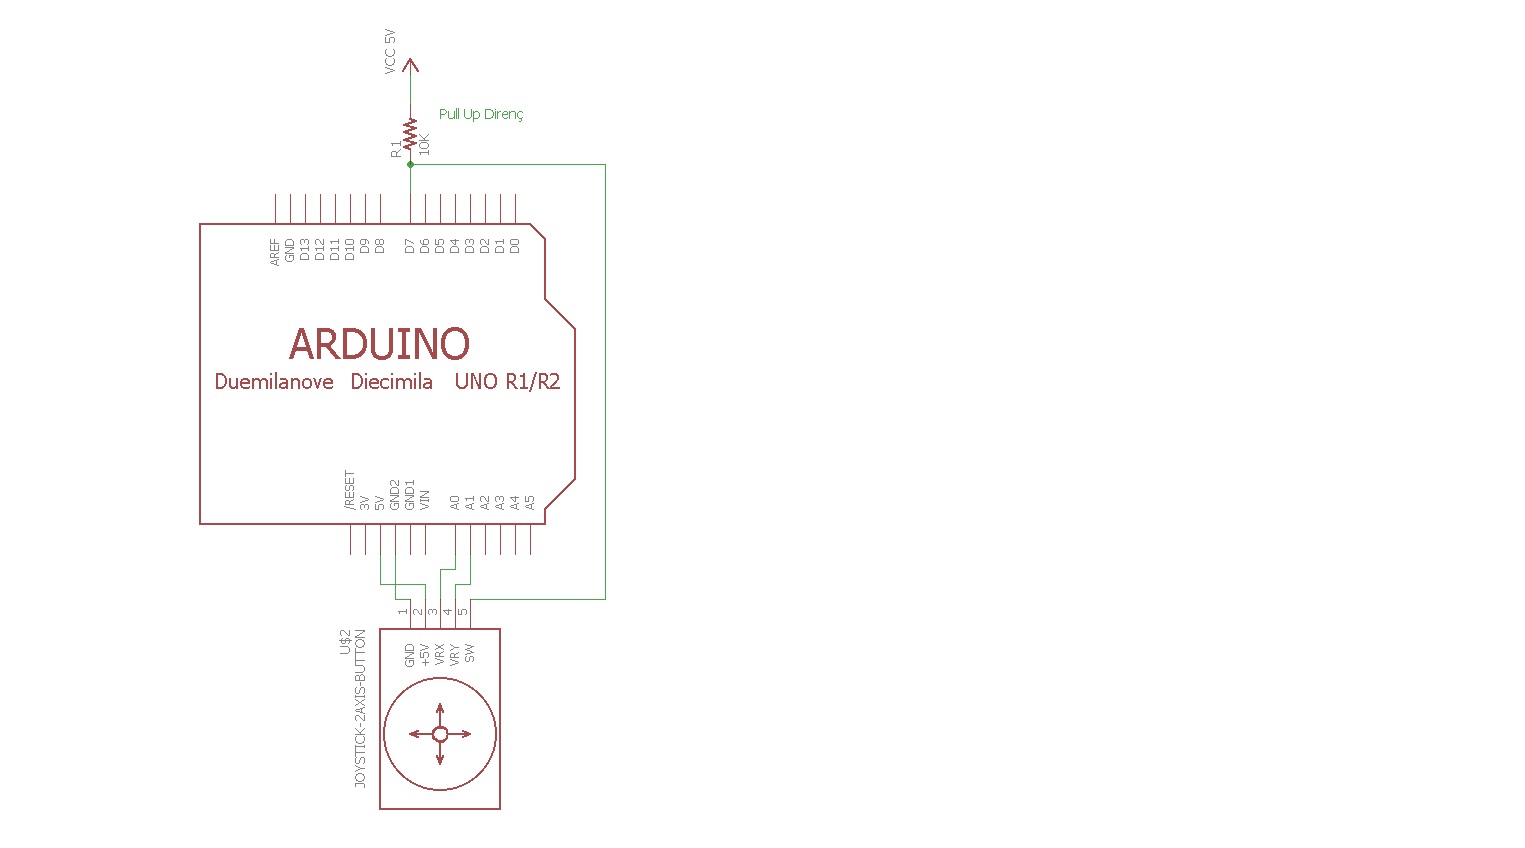 VCC 5V
Pull Up Direnç
R1
10K
AREF
GND
D13
D12
D11
D10
D9
D8
D7
D6
D5
D4
D3
D2
D1
D0
ARDUINO
Duemilanove Diecimila UNO R1/R2
/RESET
3V
5V
GND2
GND1
VIN
A0
A1
A2
A3
A4
A5
1
2
3
4
5
U$2
JOYSTICK-2AXIS-BUTTON
GND
+5V
VRX
VRY
SW